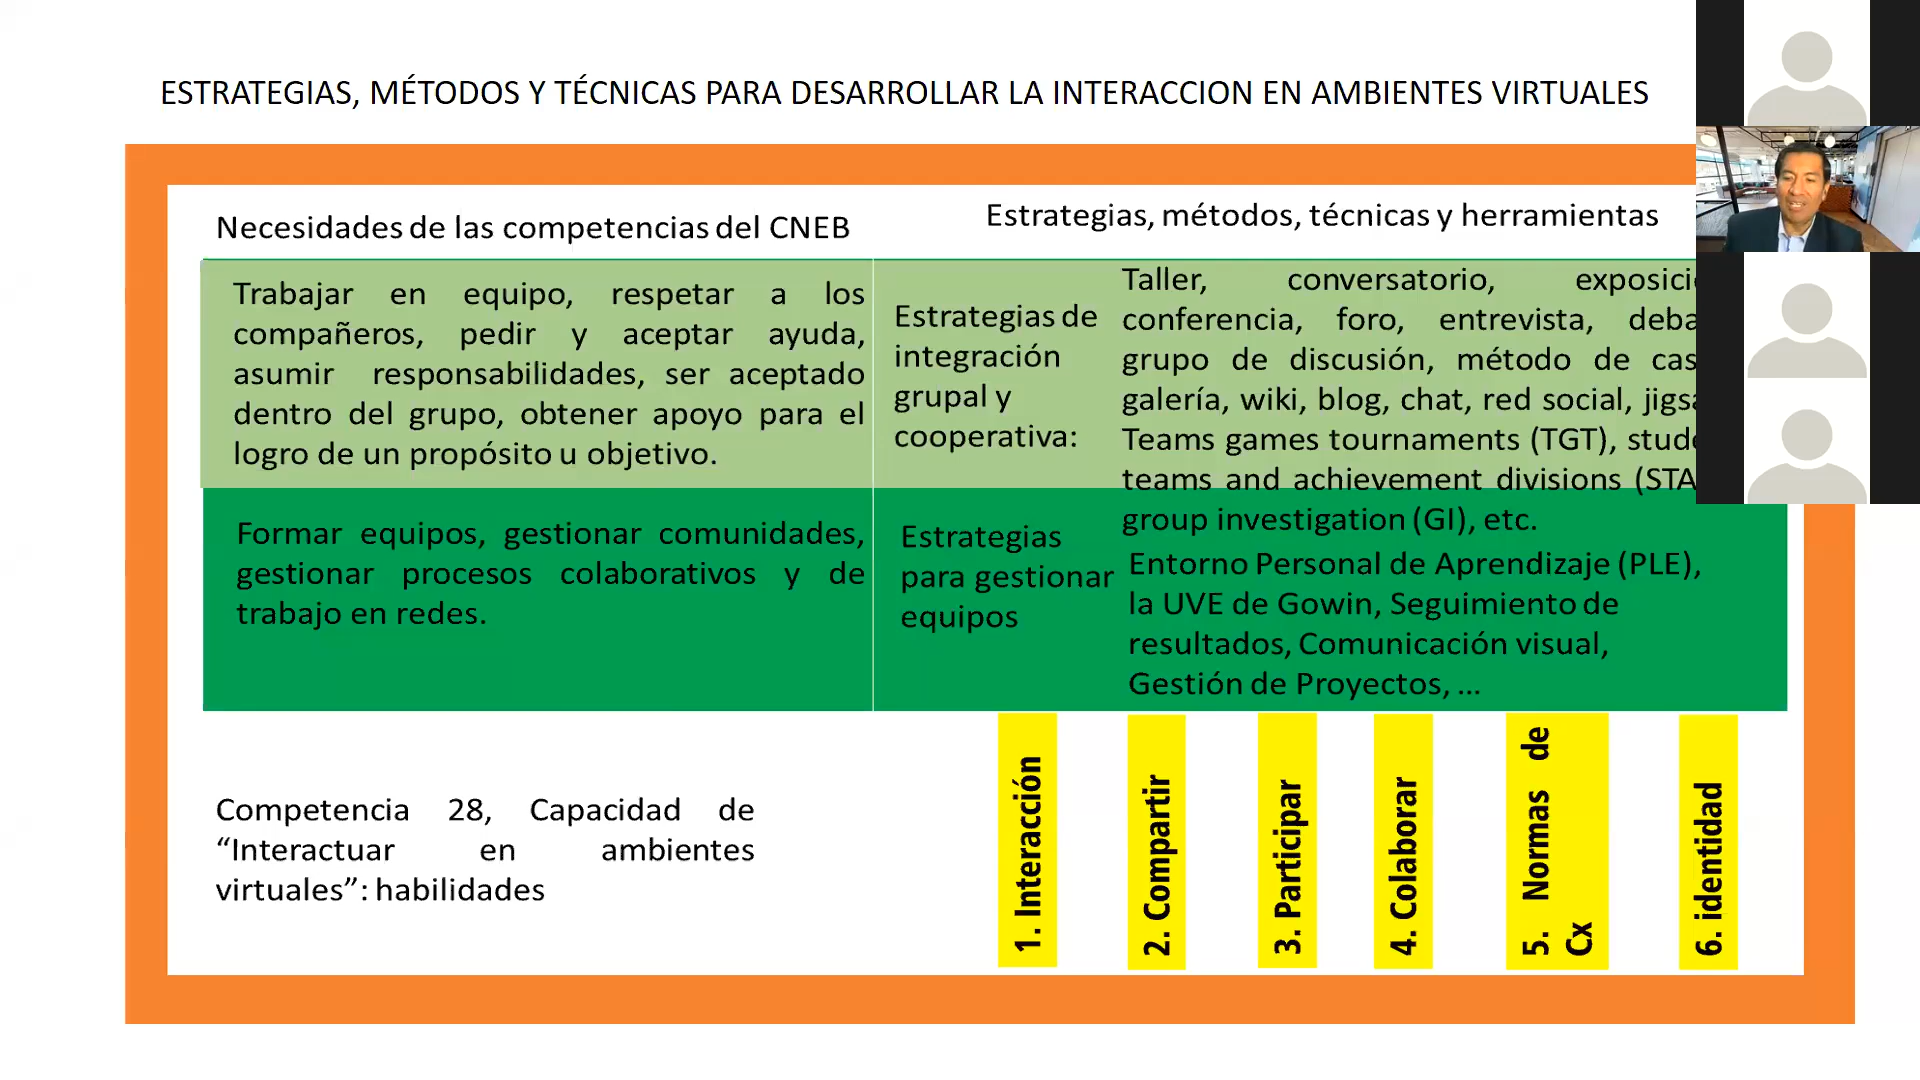 ESTRATEGIAS, MÉTODOS Y TÉCNICAS PARA DESARROLLAR LA INTERACCION EN AMBIENTES VIRTUALES
Necesidades de las competencias del CNEB
Estrategias, métodos, técnicas y herramientas
Trabajar en equipo, respetar a los
compañeros, pedir y aceptar ayuda,
asumir responsabilidades, ser aceptado
dentro del grupo, obtener apoyo para el
logro de un propósito u objetivo.
Estrategias de
integración
grupal y
cooperativa:
Taller, conversatorio,
conferencia, foro, entrevista,
grupo de discusión, método de
galería, wiki, blog, chat, red social,
Teams games tournaments (TGT),
teams and achievement divisions
group investigation (GI), etc.
Formar equipos, gestionar comunidades,
gestionar procesos colaborativos y de
trabajo en redes.
Estrategias
para gestionar
equipos
Entorno Personal de Aprendizaje (PLE),
la UVE de Gowin, Seguimiento de
resultados, Comunicación visual,
Gestión de Proyectos, ...
Competencia 28, Capacidad de
“Interactuar en ambientes
virtuales”: habilidades
1. Interacción
2. Compartir
3. Participar
4. Colaborar
5. Normas de
Cx
6. identidad